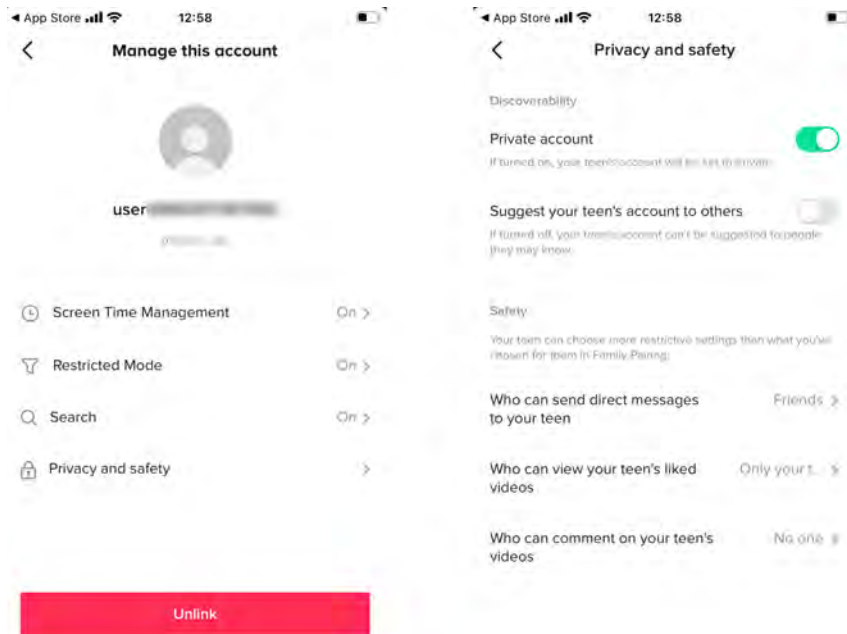 App Store 12:58
Manage this account
user
Screen Time Management On
Restricted Mode On
Search On
Privacy and safety
Unlink
App Store 12:58
Privacy and safety
Discoverability
Private account
If turned on, your teen's account will be set to private.
Suggest your teen's account to others
If turned off, your teen's account can't be suggested to people
they may know.
Safety
Your teen can choose more restrictive settings than what you've
chosen for them in Family Pairing.
Who can send direct messages Friends
to your teen
Who can view your teen's liked Only your t...
videos
Who can comment on your teen's No one
videos